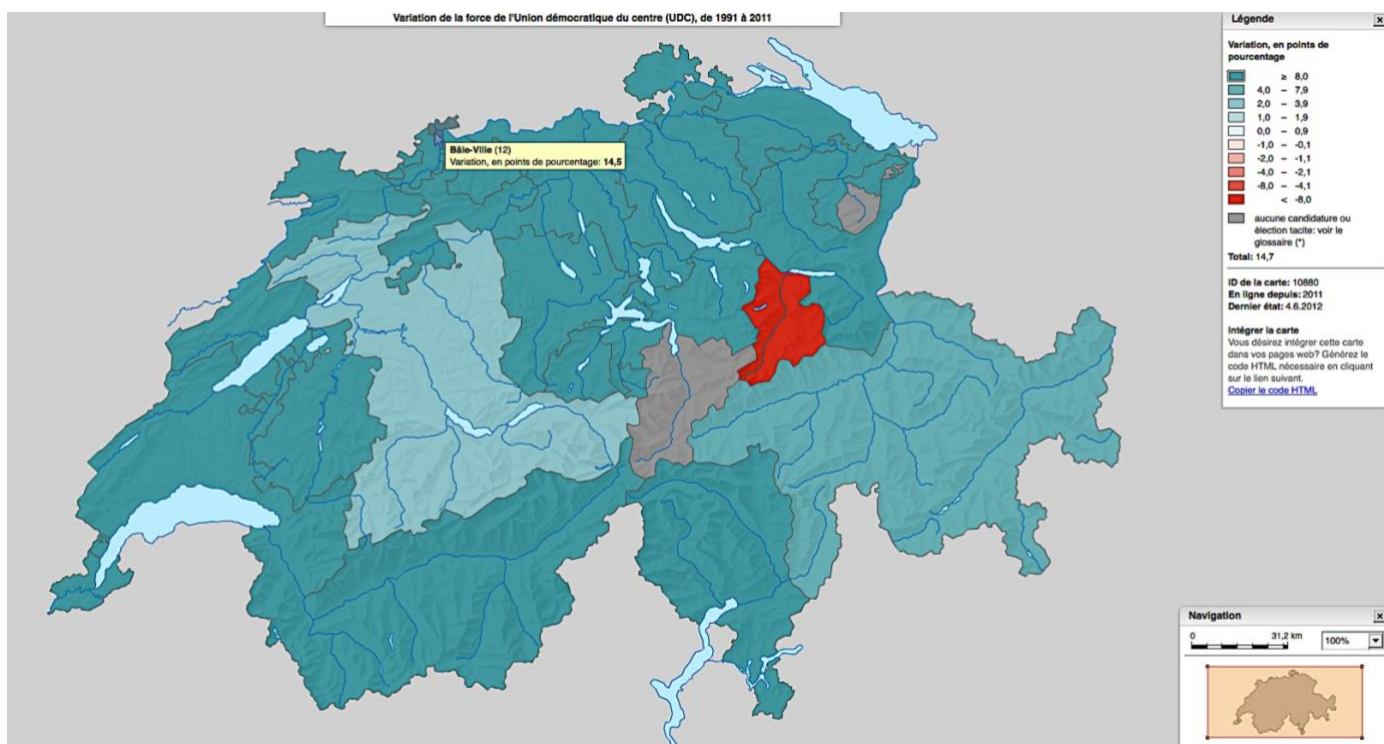 Variation de la force de l'Union démocratique du centre (UDC), de 1991 à 2011
Bâle-Ville (12)
Variation, en points de pourcentage: 14,5
Légende
Variation, en points de
pourcentage
≥ 8,0
4,0 – 7,9
2,0 – 3,9
1,0 – 1,9
0,0 – 0,9
-1,0 – -0,1
-2,0 – -1,1
-4,0 – -2,1
-8,0 – -4,1
< -8,0
aucune candidature ou
élection tacite: voir le
glossaire (*)
Total: 14,7
ID de la carte: 10880
En ligne depuis: 2011
Dernier état: 4.6.2012
Intégrer la carte
Vous désirez intégrer cette carte
dans vos pages web? Générez le
code HTML nécessaire en cliquant
sur le lien suivant.
Copier le code HTML
Navigation
0 31,2 km
100%